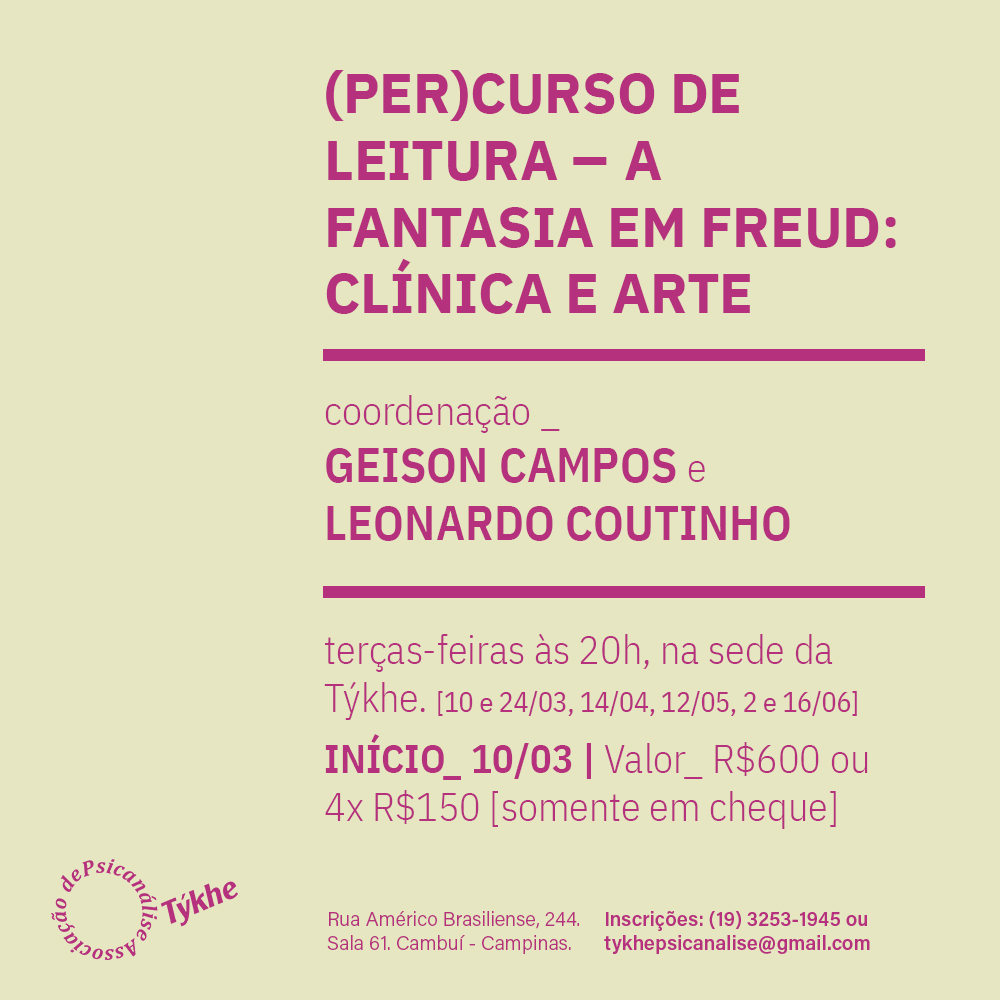 (PER)CURSO DE
LEITURA — A
FANTASIA EM FREUD:
CLÍNICA E ARTE
coordenação _
GEISON CAMPOS e
LEONARDO COUTINHO
terças-feiras às 20h, na sede da
Týkhe. [10 e 24/03, 14/04, 12/05, 2 e 16/06]
INÍCIO_ 10/03 | Valor_ R$600 ou
4x R$150 [somente em cheque]
Associação de Psicanálise
Týkhe
Rua Américo Brasiliense, 244.
Sala 61. Cambuí - Campinas.
Inscrições: (19) 3253-1945 ou
tykhepsicanalise@gmail.com